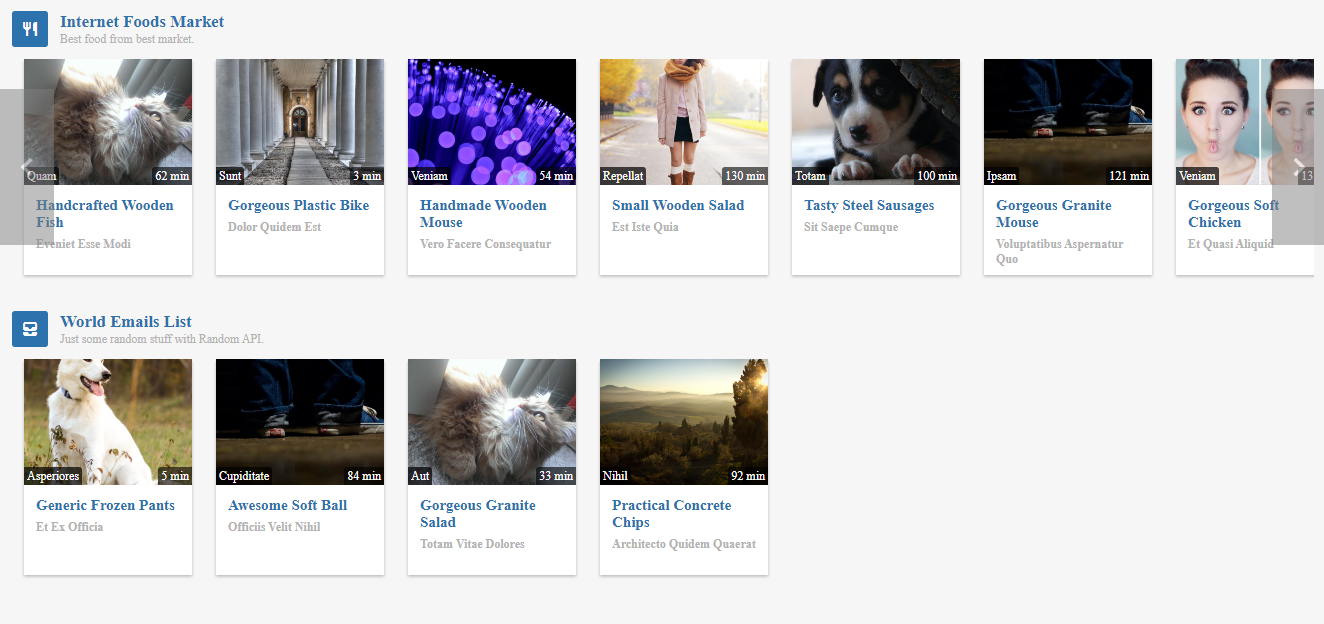 Internet Foods Market
Best food from best market.
Quam
62 min
Sunt
3 min
Veniam
54 min
Repellat
130 min
Totam
100 min
Ipsam
121 min
Veniam
13
Handcrafted Wooden
Fish
Eveniet Esse Modi
Gorgeous Plastic Bike
Dolor Quidem Est
Handmade Wooden
Mouse
Vero Facere Consequatur
Small Wooden Salad
Est Iste Quia
Tasty Steel Sausages
Sit Saepe Cumque
Gorgeous Granite
Mouse
Voluptatibus Aspernatur
Quo
Gorgeous Soft
Chicken
Et Quasi Aliquid
World Emails List
Just some random stuff with Random API.
Asperiores
5 min
Cupiditate
84 min
Aut
33 min
Nihil
92 min
Generic Frozen Pants
Et Ex Officia
Awesome Soft Ball
Officiis Velit Nihil
Gorgeous Granite
Salad
Totam Vitae Dolores
Practical Concrete
Chips
Architecto Quidem Quaerat